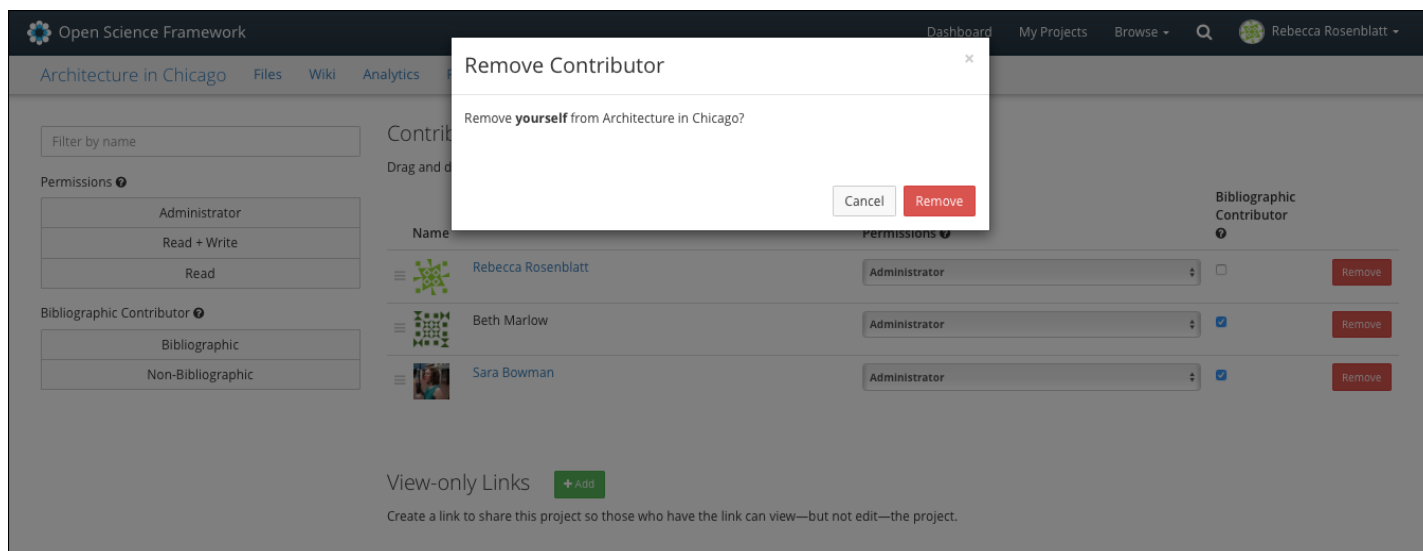 Open Science Framework
Dashboard My Projects Browse Rebecca Rosenblatt
Architecture in Chicago Files Wiki Analytics
Remove Contributor ×
Remove yourself from Architecture in Chicago?
Cancel Remove
Filter by name
Permissions
Administrator
Read + Write
Read
Bibliographic Contributor
Bibliographic
Non-Bibliographic
Contrib
Drag and d
Name Permissions Bibliographic
Contributor
Rebecca Rosenblatt Administrator Remove
Beth Marlow Administrator Remove
Sara Bowman Administrator Remove
View-only Links + Add
Create a link to share this project so those who have the link can view—but not edit—the project.